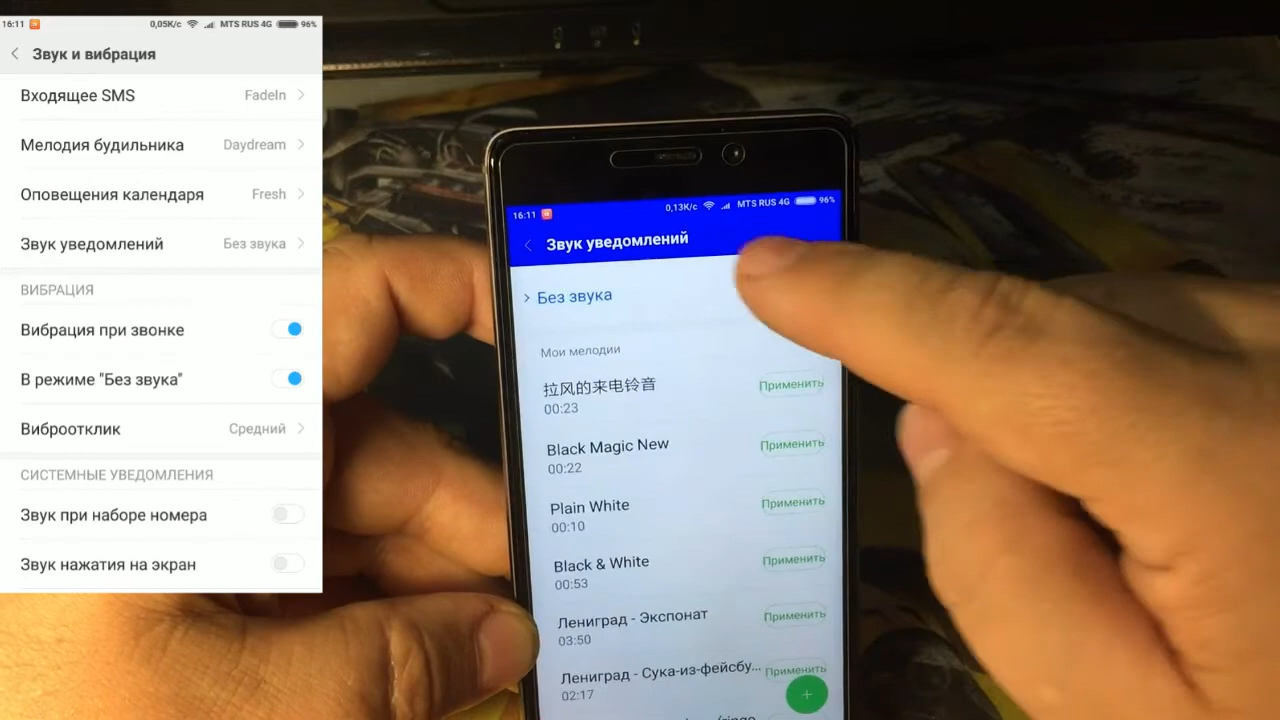 16:11 0,05K/c MTS RUS 4G 96%
Звук и вибрация
Входящее SMS FadeIn
Мелодия будильника Daydream
Оповещения календаря Fresh
Звук уведомлений Без звука
ВИБРАЦИЯ
Вибрация при звонке
В режиме "Без звука"
Виброотклик Средний
СИСТЕМНЫЕ УВЕДОМЛЕНИЯ
Звук при наборе номера
Звук нажатия на экран
16:11 0,13K/c MTS RUS 4G 96%
Звук уведомлений
Без звука
Мои мелодии
拉风的来电铃音 Применить
00:23
Black Magic New Применить
00:22
Plain White Применить
00:10
Black & White Применить
00:53
Ленинград - Экспонат Применить
03:50
Ленинград - Сука-из-фейсбу... Применить
02:17